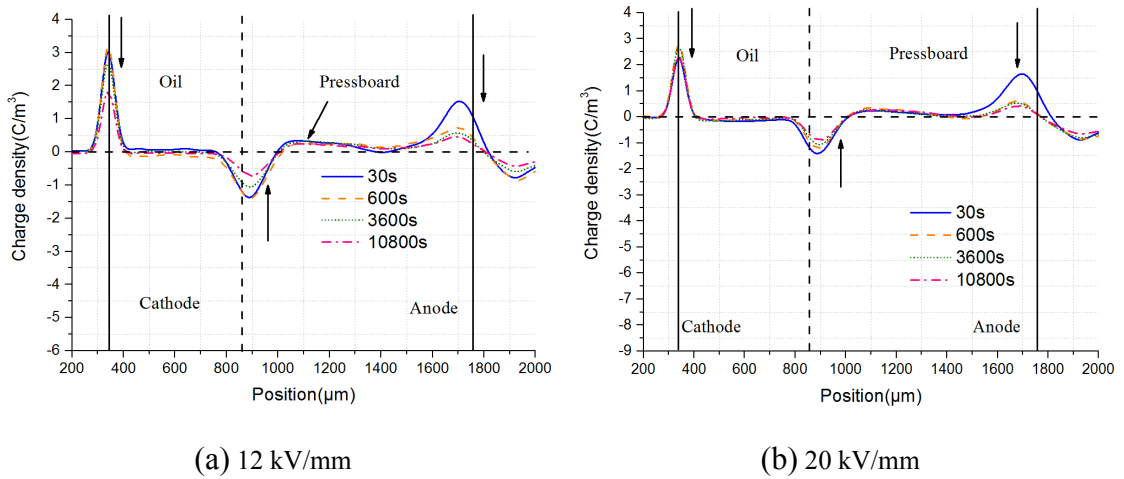 4
3
2
1
0
-1
-2
-3
-4
-5
-6
Charge density(C/m³)
Oil
Pressboard
30s
600s
3600s
10800s
Cathode
Anode
200 400 600 800 1000 1200 1400 1600 1800 2000
Position(μm)
(a) 12 kV/mm
4
3
2
1
0
-1
-2
-3
-4
-5
-6
-7
-8
-9
Charge density(C/m³)
Oil
Pressboard
30s
600s
3600s
10800s
Cathode
Anode
200 400 600 800 1000 1200 1400 1600 1800 2000
Position(μm)
(b) 20 kV/mm